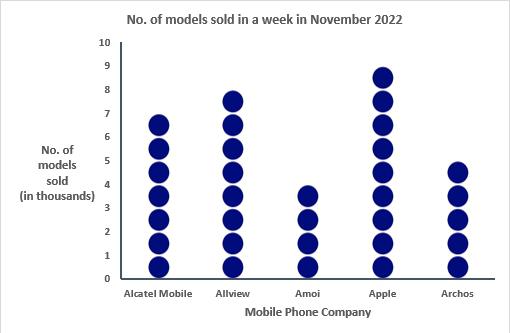 No. of models sold in a week in November 2022
10
9
8
7
6
5
4
3
2
1
0
No. of
models
sold
(in thousands)
Alcatel Mobile Allview Amoi Apple Archos
Mobile Phone Company